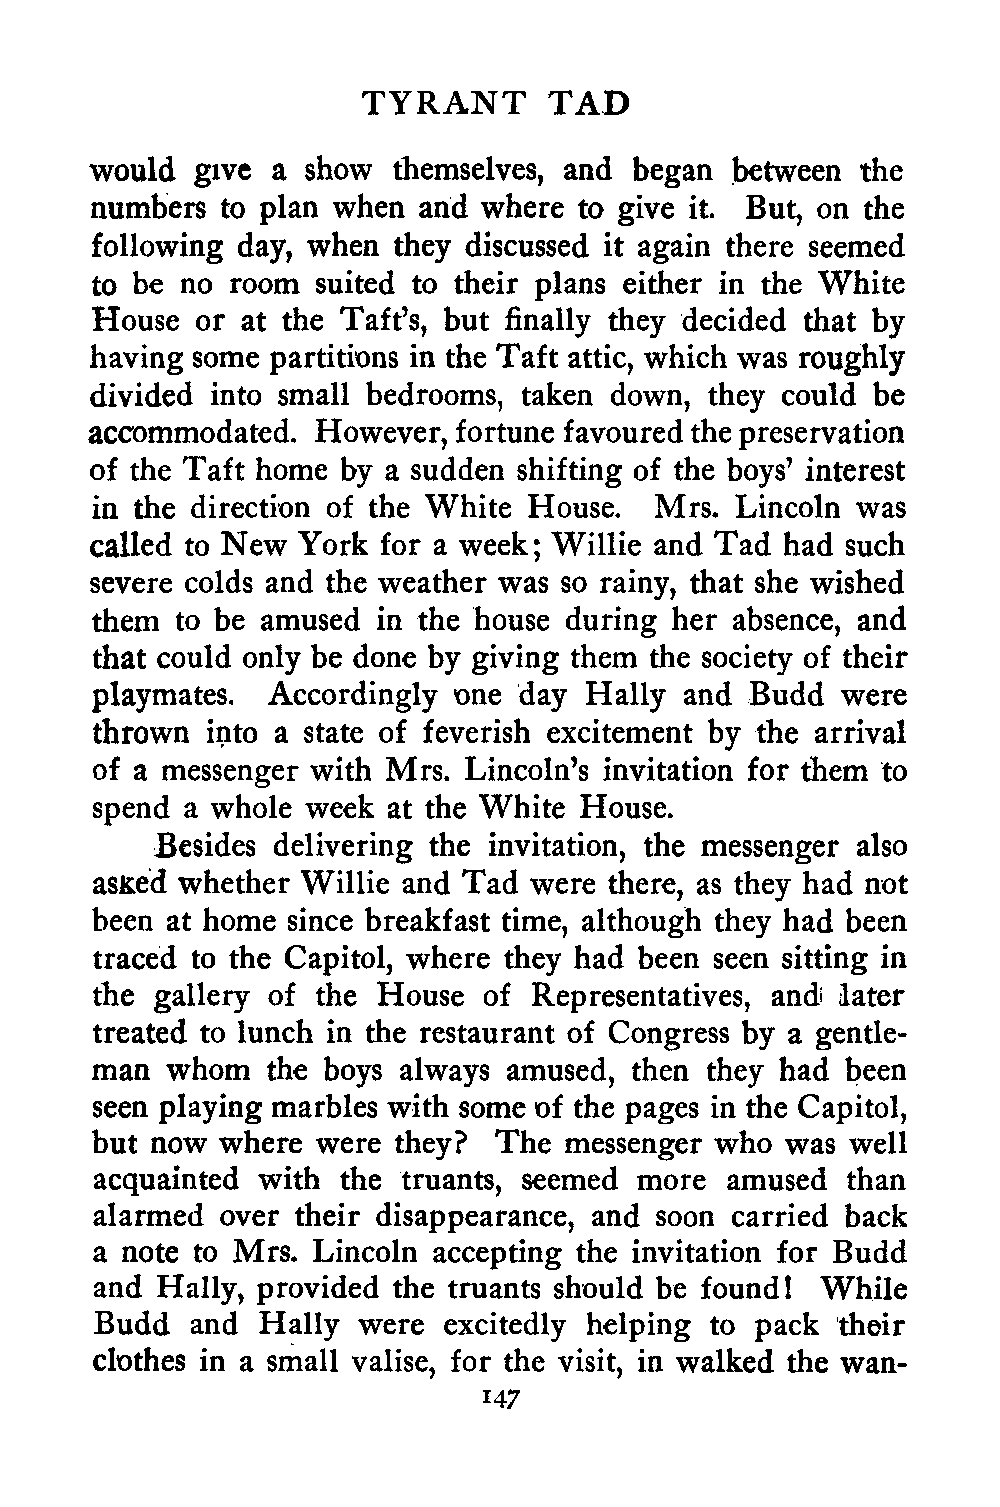 TYRANT TAD
would give a show themselves, and began between the
numbers to plan when and where to give it. But, on the
following day, when they discussed it again there seemed
to be no room suited to their plans either in the White
House or at the Taft's, but finally they decided that by
having some partitions in the Taft attic, which was roughly
divided into small bedrooms, taken down, they could be
accommodated. However, fortune favoured the preservation
of the Taft home by a sudden shifting of the boys' interest
in the direction of the White House. Mrs. Lincoln was
called to New York for a week; Willie and Tad had such
severe colds and the weather was so rainy, that she wished
them to be amused in the house during her absence, and
that could only be done by giving them the society of their
playmates. Accordingly one day Hally and Budd were
thrown into a state of feverish excitement by the arrival
of a messenger with Mrs. Lincoln's invitation for them to
spend a whole week at the White House.
Besides delivering the invitation, the messenger also
asked whether Willie and Tad were there, as they had not
been at home since breakfast time, although they had been
traced to the Capitol, where they had been seen sitting in
the gallery of the House of Representatives, and later
treated to lunch in the restaurant of Congress by a gentle-
man whom the boys always amused, then they had been
seen playing marbles with some of the pages in the Capitol,
but now where were they? The messenger who was well
acquainted with the truants, seemed more amused than
alarmed over their disappearance, and soon carried back
a note to Mrs. Lincoln accepting the invitation for Budd
and Hally, provided the truants should be found! While
Budd and Hally were excitedly helping to pack their
clothes in a small valise, for the visit, in walked the wan-
147